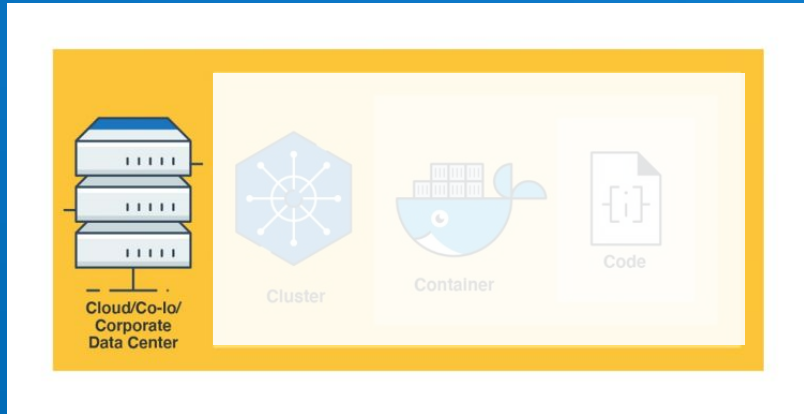 Cloud/Co-lo/
Corporate
Data Center
Cluster
Container
Code